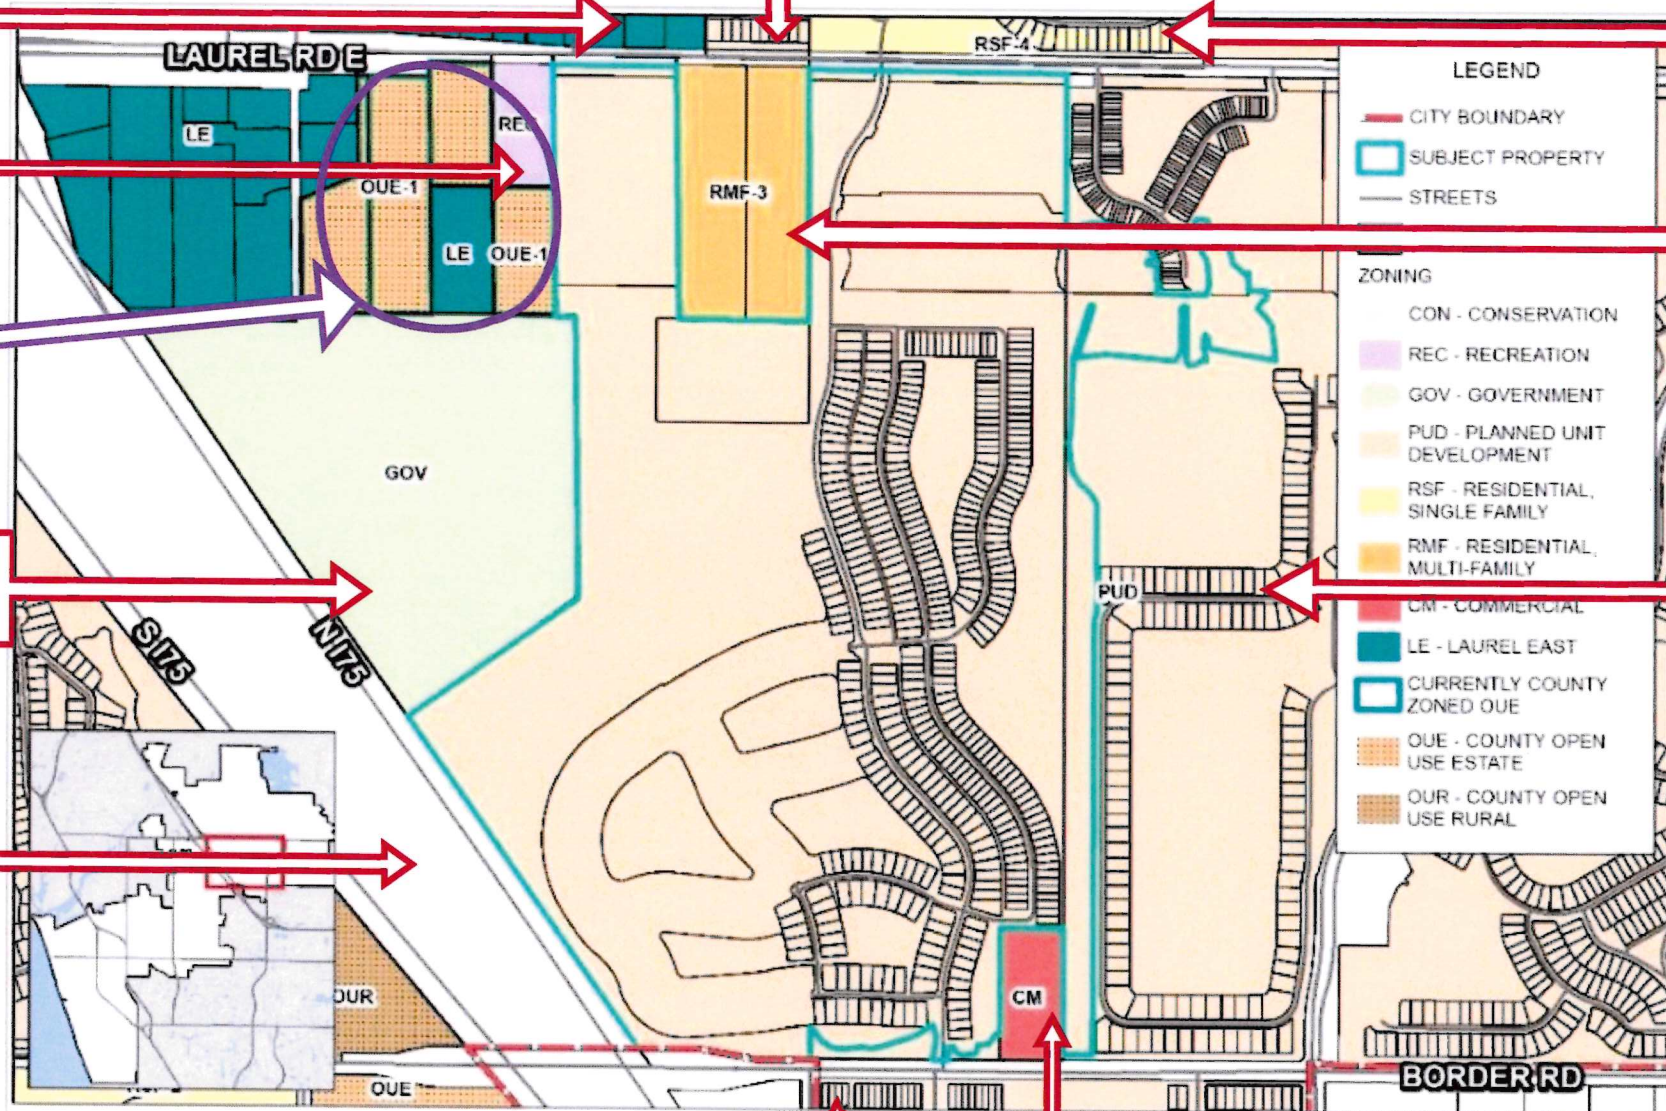 LAUREL RD E
RSF-4
LE
OUE-1
REC
LE
OUE-1
RMF-3
GOV
PUD
S I75
N I75
OUR
CM
OUE
BORDER RD
LEGEND
CITY BOUNDARY
SUBJECT PROPERTY
STREETS
ZONING
CON - CONSERVATION
REC - RECREATION
GOV - GOVERNMENT
PUD - PLANNED UNIT
DEVELOPMENT
RSF - RESIDENTIAL,
SINGLE FAMILY
RMF - RESIDENTIAL,
MULTI-FAMILY
CM - COMMERCIAL
LE - LAUREL EAST
CURRENTLY COUNTY
ZONED OUE
OUE - COUNTY OPEN
USE ESTATE
OUR - COUNTY OPEN
USE RURAL